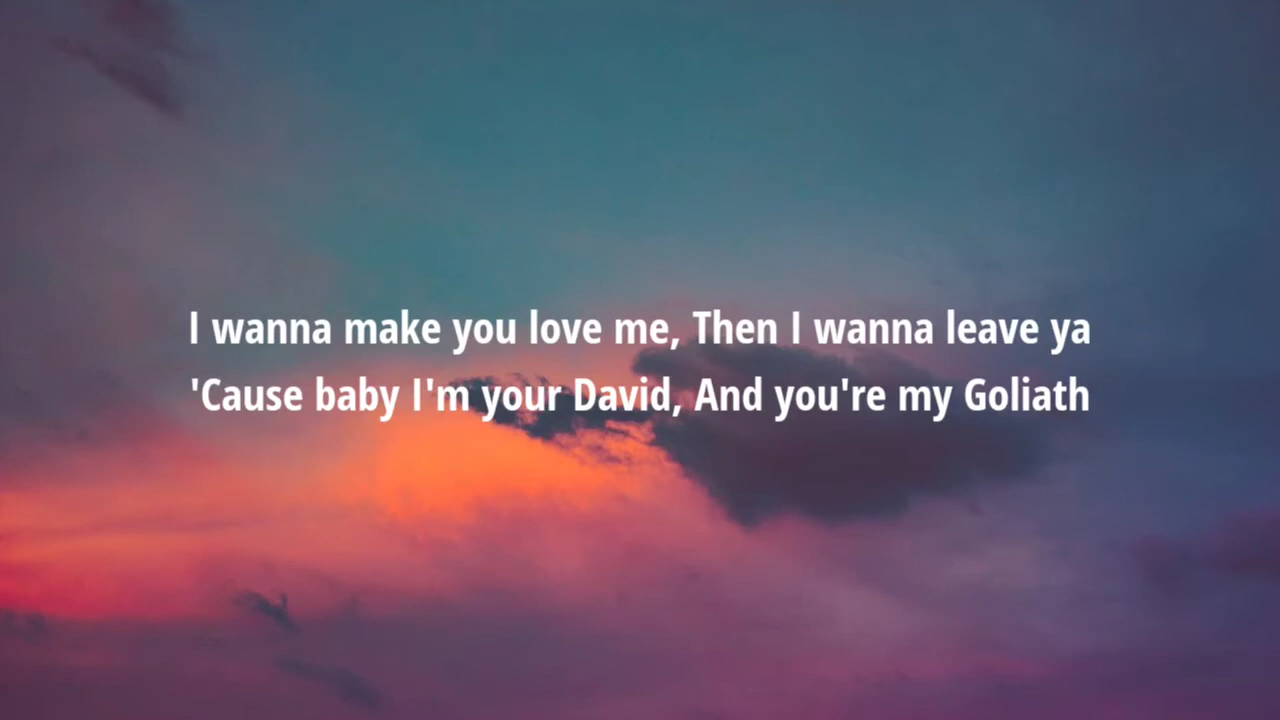 I wanna make you love me, Then I wanna leave ya
'Cause baby I'm your David, And you're my Goliath